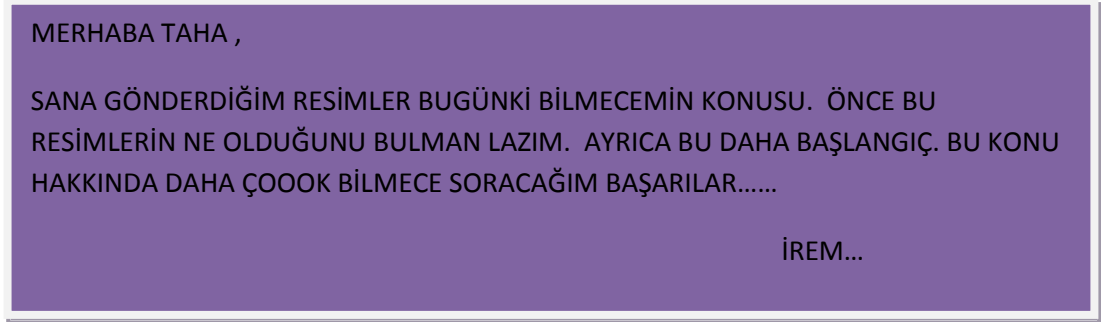 MERHABA TAHA ,
SANA GÖNDERDİĞİM RESİMLER BUGÜNKİ BİLMECEMİN KONUSU.  ÖNCE BU
RESİMLERİN NE OLDUĞUNU BULMAN LAZIM.  AYRICA BU DAHA BAŞLANGIÇ. BU KONU
HAKKINDA DAHA ÇOOOK BİLMECE SORACAĞIM BAŞARILAR……
İREM…